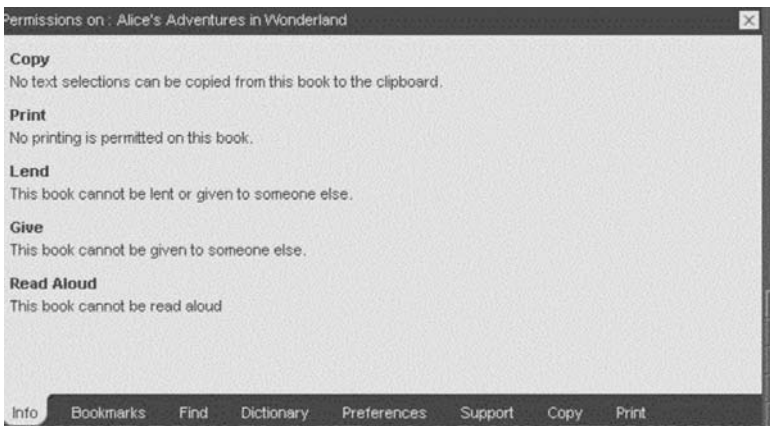 Permissions on : Alice's Adventures in Wonderland
Copy
No text selections can be copied from this book to the clipboard.
Print
No printing is permitted on this book.
Lend
This book cannot be lent or given to someone else.
Give
This book cannot be given to someone else.
Read Aloud
This book cannot be read aloud
Info Bookmarks Find Dictionary Preferences Support Copy Print